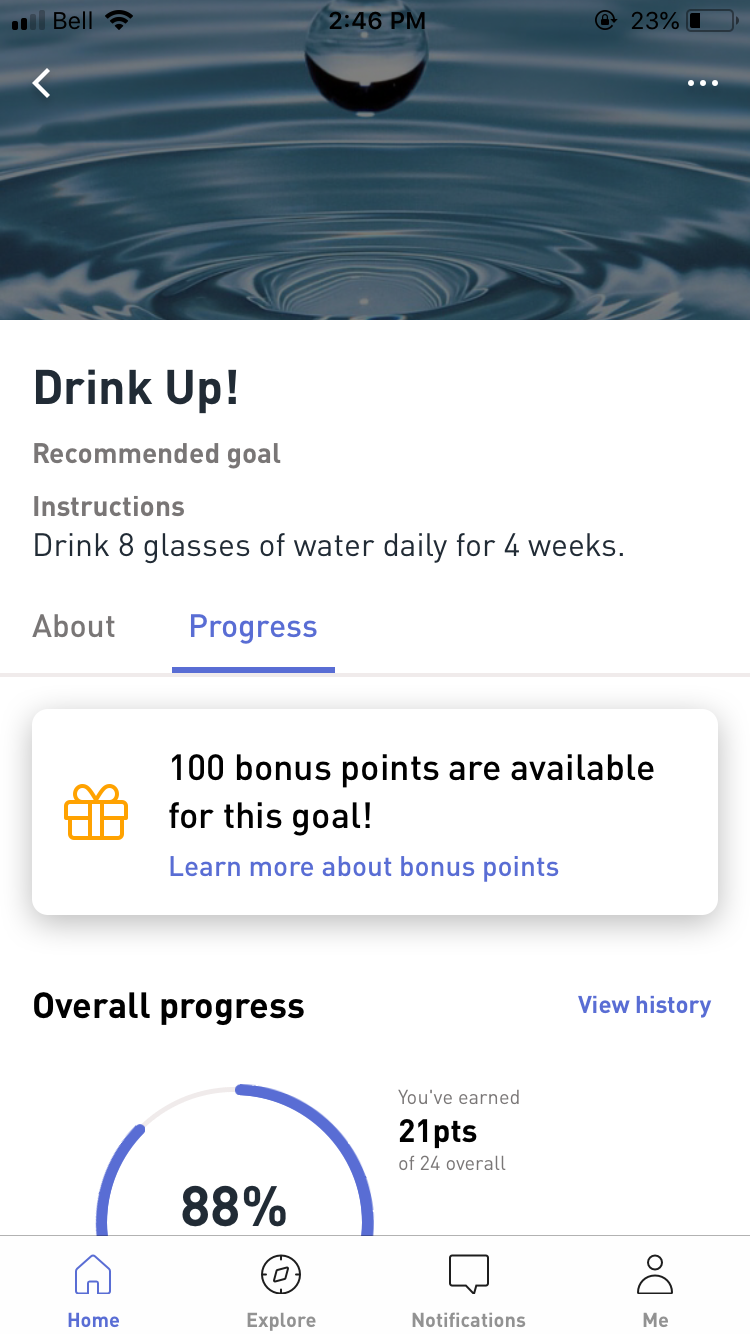 Bell 2:46 PM 23%
Drink Up!
Recommended goal
Instructions
Drink 8 glasses of water daily for 4 weeks.
About Progress
100 bonus points are available
for this goal!
Learn more about bonus points
Overall progress View history
You've earned
21pts
of 24 overall
88%
Home Explore Notifications Me